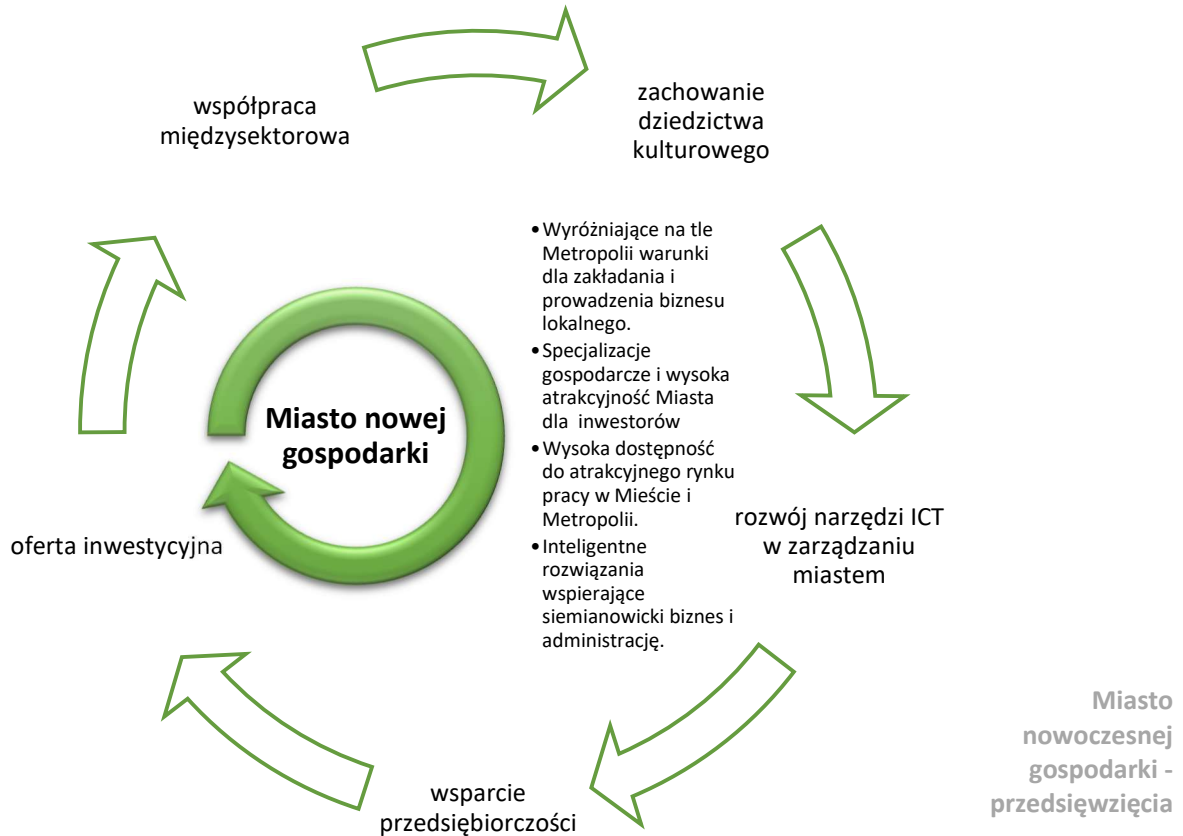 współpraca
międzysektorowa
zachowanie
dziedzictwa
kulturowego
•Wyróżniające na tle
Metropolii warunki
dla zakładania i
prowadzenia biznesu
lokalnego.
•Specjalizacje
gospodarcze i wysoka
atrakcyjność Miasta
dla inwestorów
•Wysoka dostępność
do atrakcyjnego rynku
pracy w Mieście i
Metropolii.
•Inteligentne
rozwiązania
wspierające
siemianowicki biznes i
administrację.
Miasto nowej
gospodarki
rozwój narzędzi ICT
w zarządzaniu
miastem
oferta inwestycyjna
wsparcie
przedsiębiorczości
Miasto
nowoczesnej
gospodarki -
przedsięwzięcia